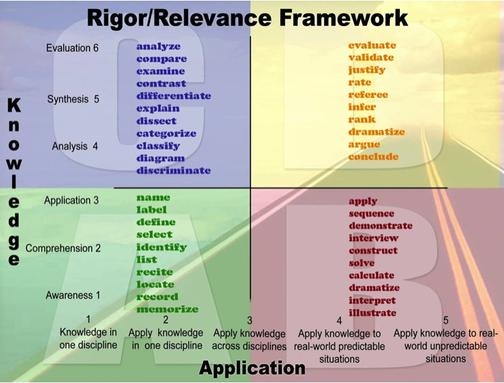 Rigor/Relevance Framework
C
D
A
B
Knowledge
Evaluation 6
Synthesis 5
Analysis 4
Application 3
Comprehension 2
Awareness 1
analyze
compare
examine
contrast
differentiate
explain
dissect
categorize
classify
diagram
discriminate
evaluate
validate
justify
rate
referee
infer
rank
dramatize
argue
conclude
name
label
define
select
identify
list
recite
locate
record
memorize
apply
sequence
demonstrate
interview
construct
solve
calculate
dramatize
interpret
illustrate
1
Knowledge in
one discipline
2
Apply knowledge
in one discipline
3
Apply knowledge
across disciplines
4
Apply knowledge to
real-world predictable
situations
5
Apply knowledge to real-
world unpredictable
situations
Application